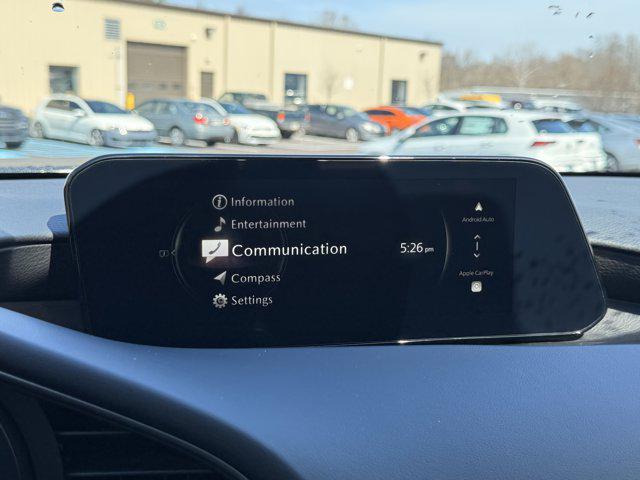 Information
Entertainment
Communication
5:26 pm
Compass
Settings
Android Auto
Apple CarPlay